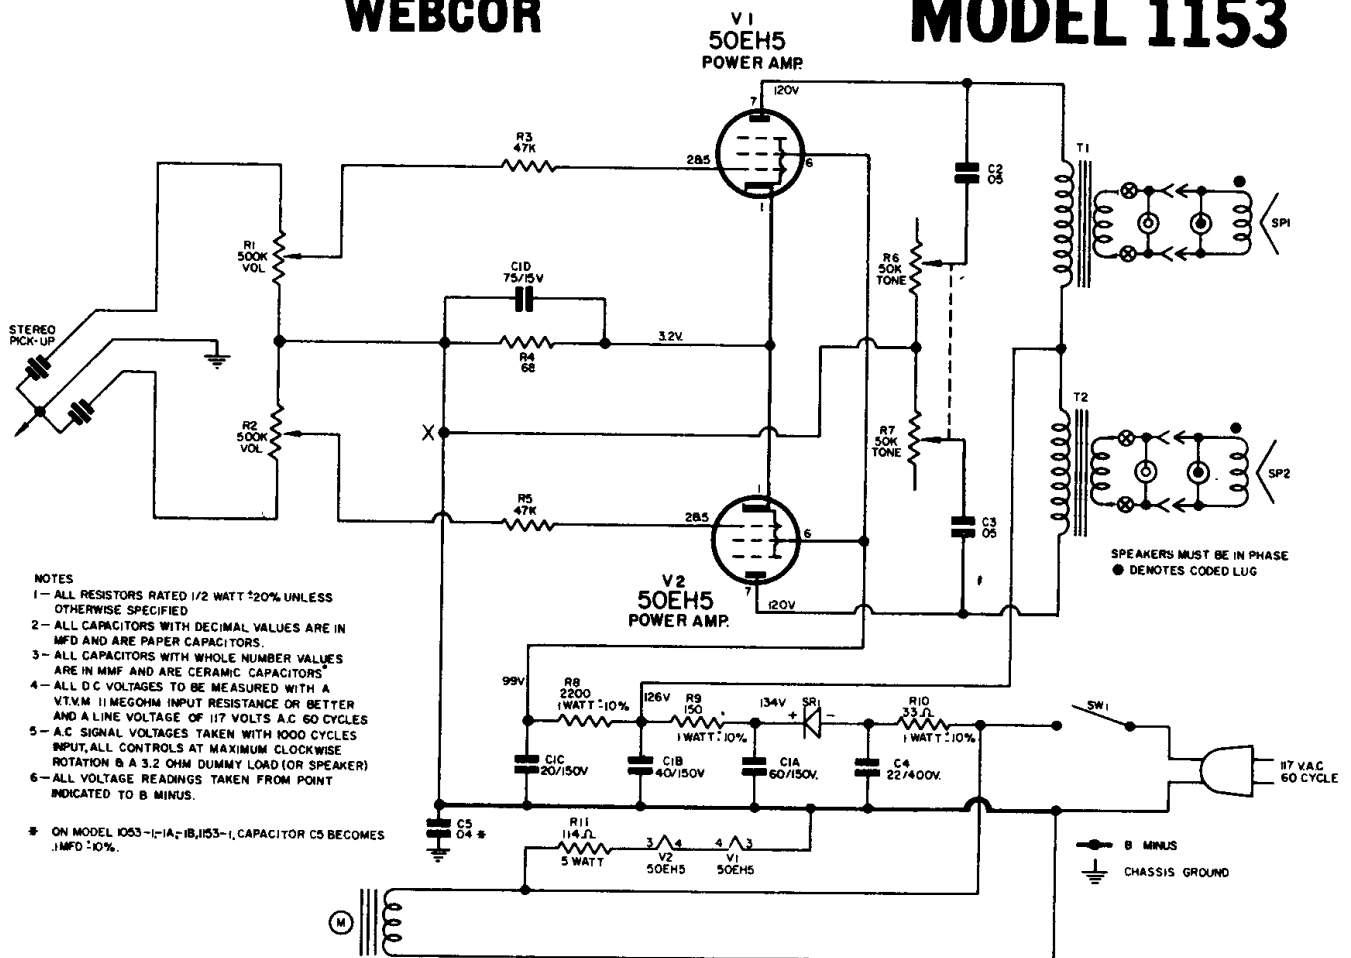 WEBCOR
MODEL 1153
V1
50EH5
POWER AMP.
7
120V
R3
47K
2&5
6
1
C2
05
T1
SP1
R1
500K
VOL
C1D
75/15V
R6
50K
TONE
STEREO
PICK-UP
3.2V.
R4
68
R2
500K
VOL
X
R7
50K
TONE
T2
SP2
R5
47K
2&5
1
6
C3
05
V2
50EH5
POWER AMP.
7
120V
SPEAKERS MUST BE IN PHASE
● DENOTES CODED LUG
NOTES
1— ALL RESISTORS RATED 1/2 WATT ±20% UNLESS
OTHERWISE SPECIFIED
2— ALL CAPACITORS WITH DECIMAL VALUES ARE IN
MFD AND ARE PAPER CAPACITORS.
3— ALL CAPACITORS WITH WHOLE NUMBER VALUES
ARE IN MMF AND ARE CERAMIC CAPACITORS
4— ALL D C VOLTAGES TO BE MEASURED WITH A
V.T.V.M 11 MEGOHM INPUT RESISTANCE OR BETTER
AND A LINE VOLTAGE OF 117 VOLTS A.C 60 CYCLES
5— A.C SIGNAL VOLTAGES TAKEN WITH 1000 CYCLES
INPUT, ALL CONTROLS AT MAXIMUM CLOCKWISE
ROTATION & A 3.2 OHM DUMMY LOAD (OR SPEAKER)
6— ALL VOLTAGE READINGS TAKEN FROM POINT
INDICATED TO B MINUS.
* ON MODEL 1053-1,-1A,-1B,1153-1, CAPACITOR C5 BECOMES
.1MFD ±10%.
99V
R8
2200
1WATT ±10%
126V
R9
150
1WATT ±10%
134V
+ SR1 -
R10
33Ω
1 WATT ±10%
SW1
C1C
20/150V
C1B
40/150V
C1A
60/150V.
C4
22/400V.
117 V.A.C
60 CYCLE
C5
04 *
R11
114Ω
5 WATT
3 4
V2
50EH5
4 3
V1
50EH5
B MINUS
CHASSIS GROUND
M